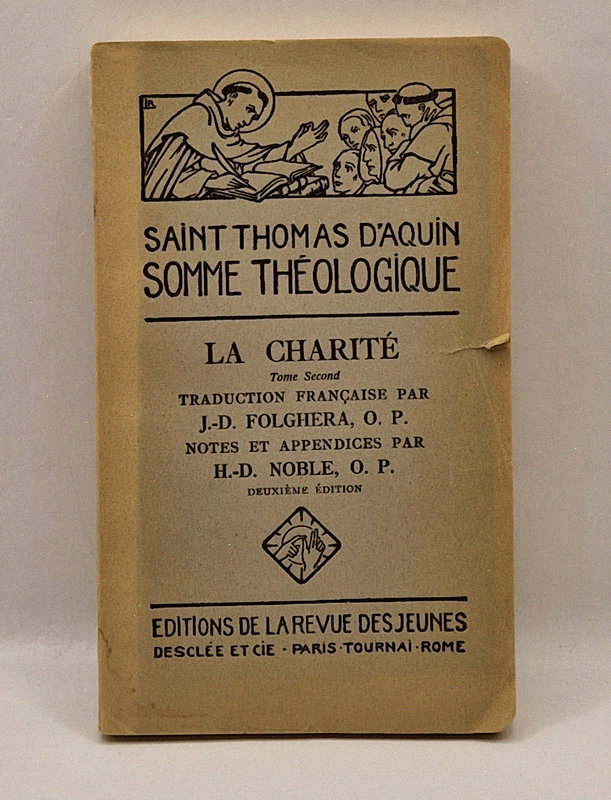 SAINT THOMAS D'AQUIN
SOMME THÉOLOGIQUE
LA CHARITÉ
Tome Second
TRADUCTION FRANÇAISE PAR
J.-D. FOLGHERA, O. P.
NOTES ET APPENDICES PAR
H.-D. NOBLE, O. P.
DEUXIÈME ÉDITION
EDITIONS DE LA REVUE DES JEUNES
DESCLÉE ET CIE - PARIS - TOURNAI - ROME